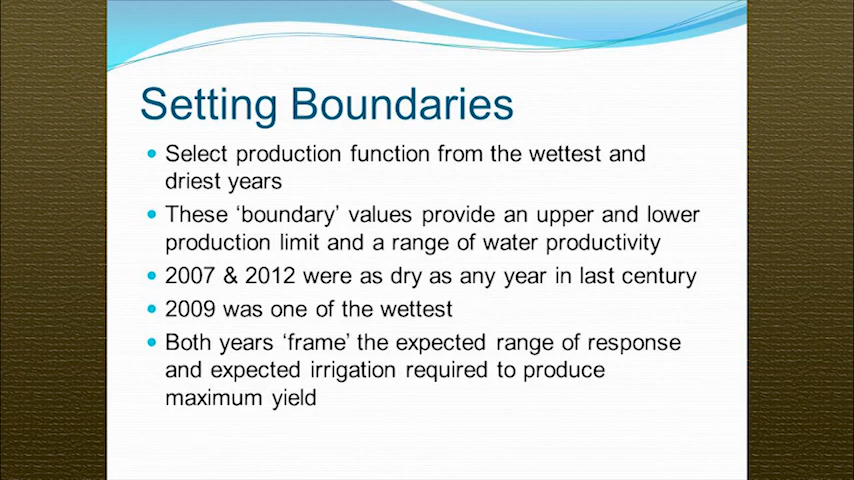 Setting Boundaries
• Select production function from the wettest and
driest years
• These ‘boundary’ values provide an upper and lower
production limit and a range of water productivity
• 2007 & 2012 were as dry as any year in last century
• 2009 was one of the wettest
• Both years ‘frame’ the expected range of response
and expected irrigation required to produce
maximum yield